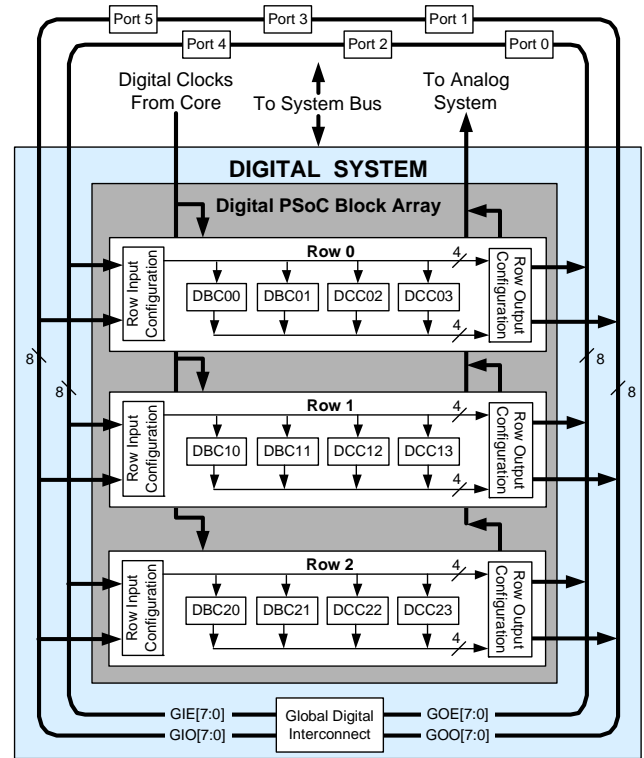 Port 5
Port 3
Port 1
Port 4
Port 2
Port 0
Digital Clocks
From Core
To System Bus
To Analog
System
DIGITAL SYSTEM
Digital PSoC Block Array
Row 0
4
Row Input
Configuration
DBC00
DBC01
DCC02
DCC03
4
Row Output
Configuration
8
8
8
8
Row 1
4
Row Input
Configuration
DBC10
DBC11
DCC12
DCC13
4
Row Output
Configuration
Row 2
4
Row Input
Configuration
DBC20
DBC21
DCC22
DCC23
4
Row Output
Configuration
GIE[7:0]
GIO[7:0]
Global Digital
Interconnect
GOE[7:0]
GOO[7:0]